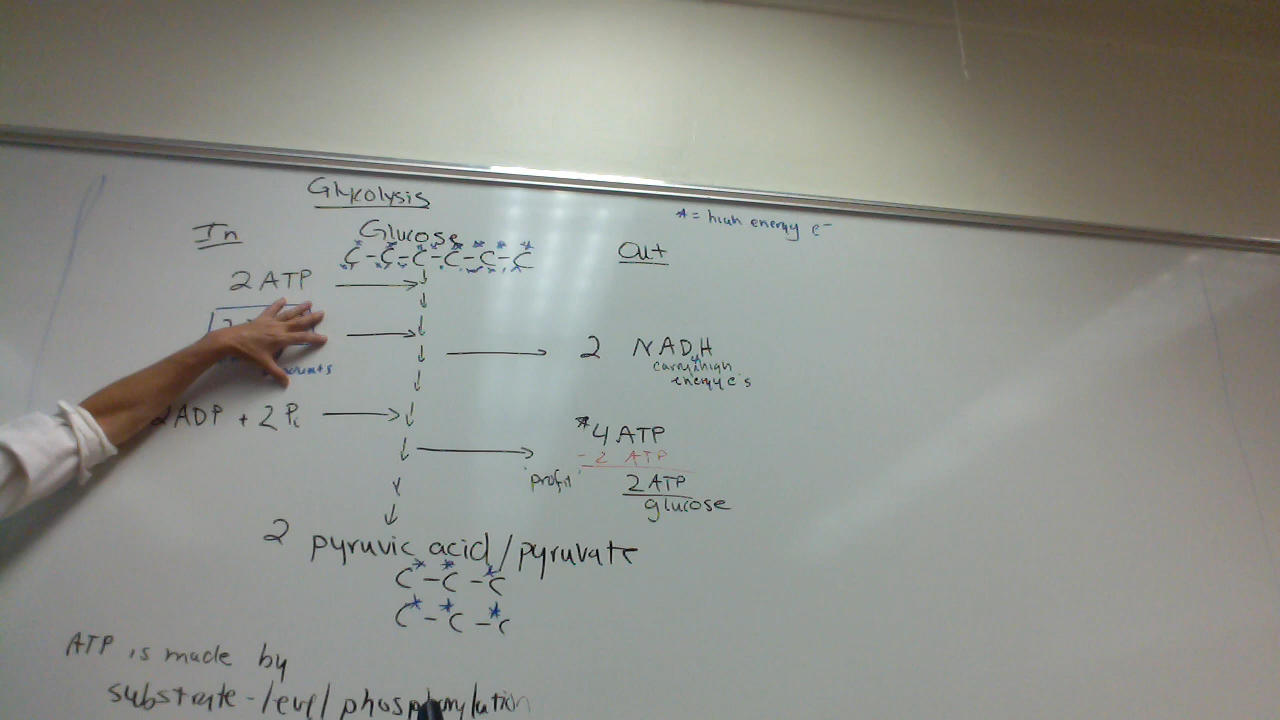 Glycolysis
* = high energy e⁻
In
Glucose
Out
C-C-C-C-C-C
2 ATP
2 NADH
carry high
energy e's
2ADP + 2 Pi
*4 ATP
-2 ATP
"profit"
2 ATP
glucose
2 pyruvic acid/pyruvate
C*-C*-C*
C*-C*-C*
ATP is made by
substrate-level phosphorylation